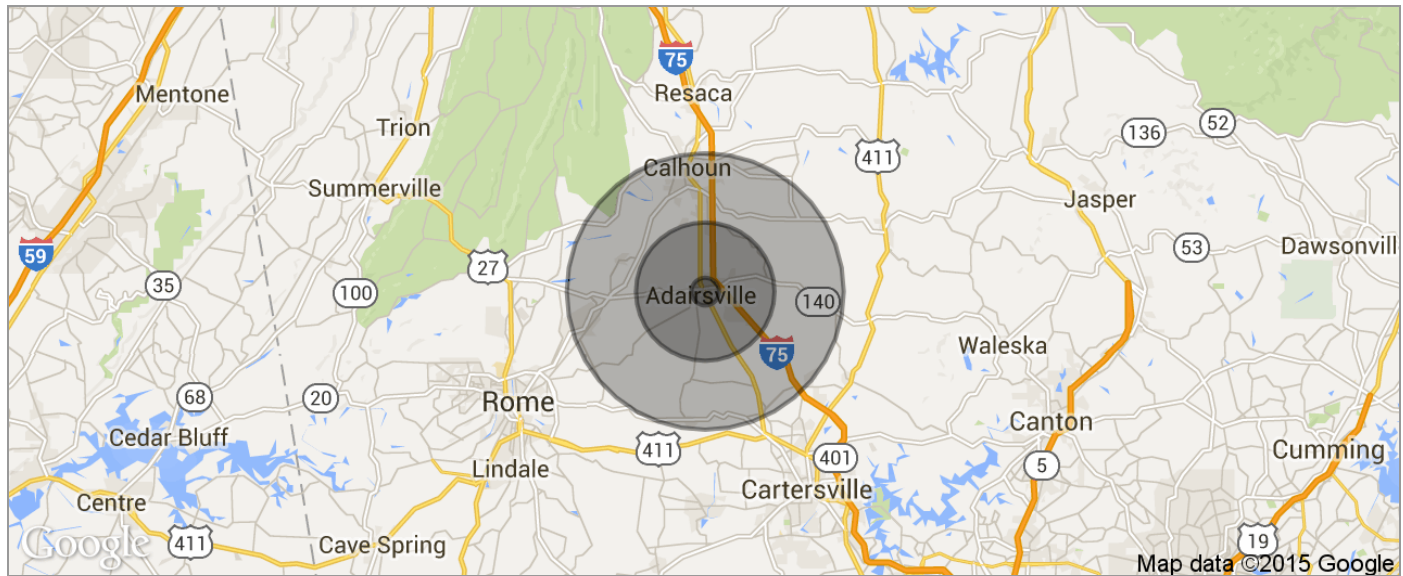 75
Resaca
Mentone
52
136
Trion
411
Calhoun
Summerville
Jasper
53
Dawsonvill
59
27
35
100
Adairsville
140
75
Waleska
68
20
Rome
Canton
Cedar Bluff
411
401
Cumming
Lindale
5
Cartersville
Centre
411
Cave Spring
19
Google
Map data ©2015 Google